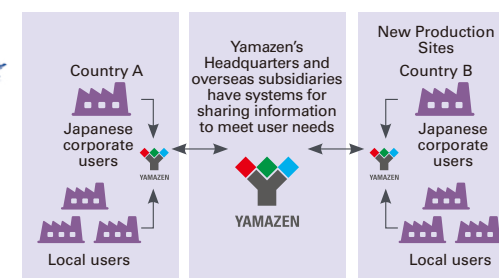 Country A
Japanese
corporate
users
YAMAZEN
Local users
Yamazen's
Headquarters and
overseas subsidiaries
have systems for
sharing information
to meet user needs
YAMAZEN
New Production
Sites
Country B
Japanese
corporate
users
YAMAZEN
Local users